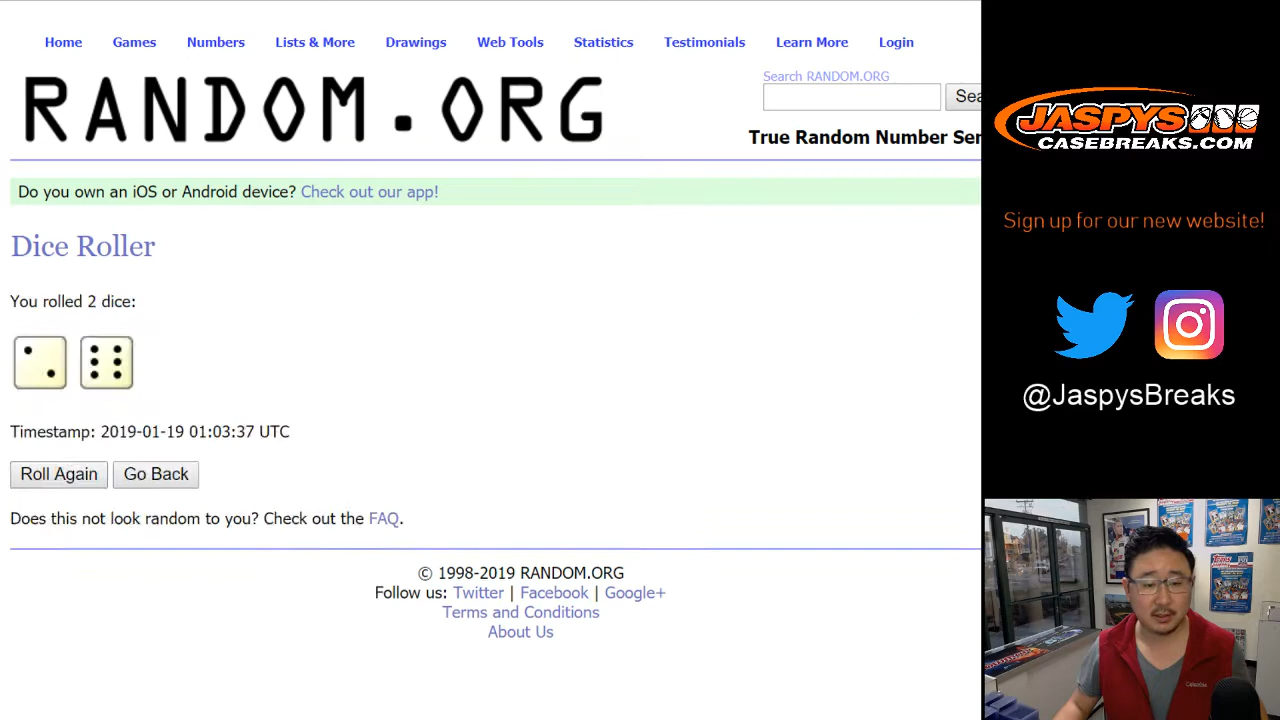 Home Games Numbers Lists & More Drawings Web Tools Statistics Testimonials Learn More Login
RANDOM.ORG
Search RANDOM.ORG
True Random Number Ser
Do you own an iOS or Android device? Check out our app!
Dice Roller
You rolled 2 dice:
Timestamp: 2019-01-19 01:03:37 UTC
Roll Again Go Back
Does this not look random to you? Check out the FAQ.
© 1998-2019 RANDOM.ORG
Follow us: Twitter | Facebook | Google+
Terms and Conditions
About Us
JASPYS
CASEBREAKS.COM
Sign up for our new website!
@JaspysBreaks